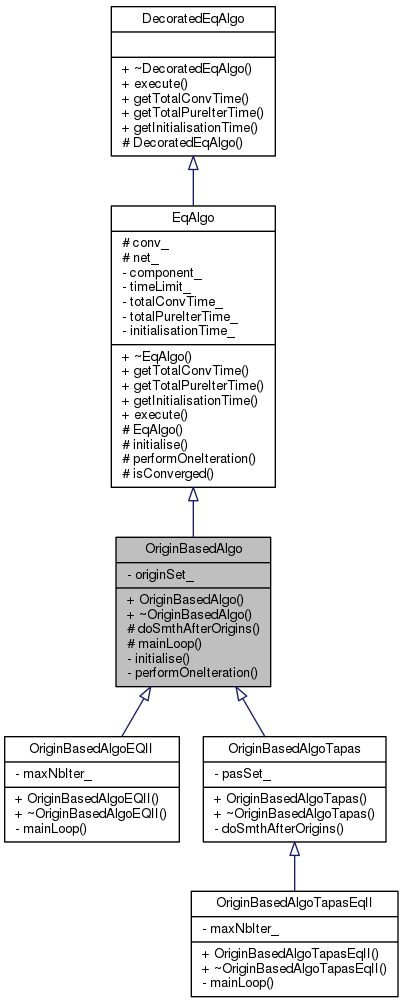 DecoratedEqAlgo
+ ~DecoratedEqAlgo()
+ execute()
+ getTotalConvTime()
+ getTotalPureIterTime()
+ getInitialisationTime()
# DecoratedEqAlgo()
EqAlgo
# conv_
# net_
- component_
- timeLimit_
- totalConvTime_
- totalPureIterTime_
- initialisationTime_
+ ~EqAlgo()
+ getTotalConvTime()
+ getTotalPureIterTime()
+ getInitialisationTime()
+ execute()
# EqAlgo()
# initialise()
# performOneIteration()
# isConverged()
OriginBasedAlgo
- originSet_
+ OriginBasedAlgo()
+ ~OriginBasedAlgo()
# doSmthAfterOrigins()
# mainLoop()
- initialise()
- performOneIteration()
OriginBasedAlgoEQII
- maxNbIter_
+ OriginBasedAlgoEQII()
+ ~OriginBasedAlgoEQII()
- mainLoop()
OriginBasedAlgoTapas
- pasSet_
+ OriginBasedAlgoTapas()
+ ~OriginBasedAlgoTapas()
- doSmthAfterOrigins()
OriginBasedAlgoTapasEqII
- maxNbIter_
+ OriginBasedAlgoTapasEqII()
+ ~OriginBasedAlgoTapasEqII()
- mainLoop()